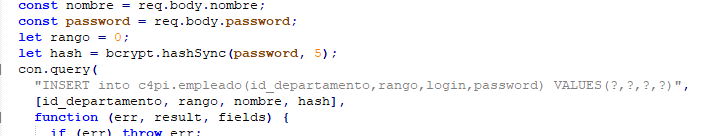 const nombre = req.body.nombre;
const password = req.body.password;
let rango = 0;
let hash = bcrypt.hashSync(password, 5);
con.query(
"INSERT into c4pi.empleado(id_departamento,rango,login,password) VALUES(?,?,?,?)",
[id_departamento, rango, nombre, hash],
function (err, result, fields) {
if (err) throw err;